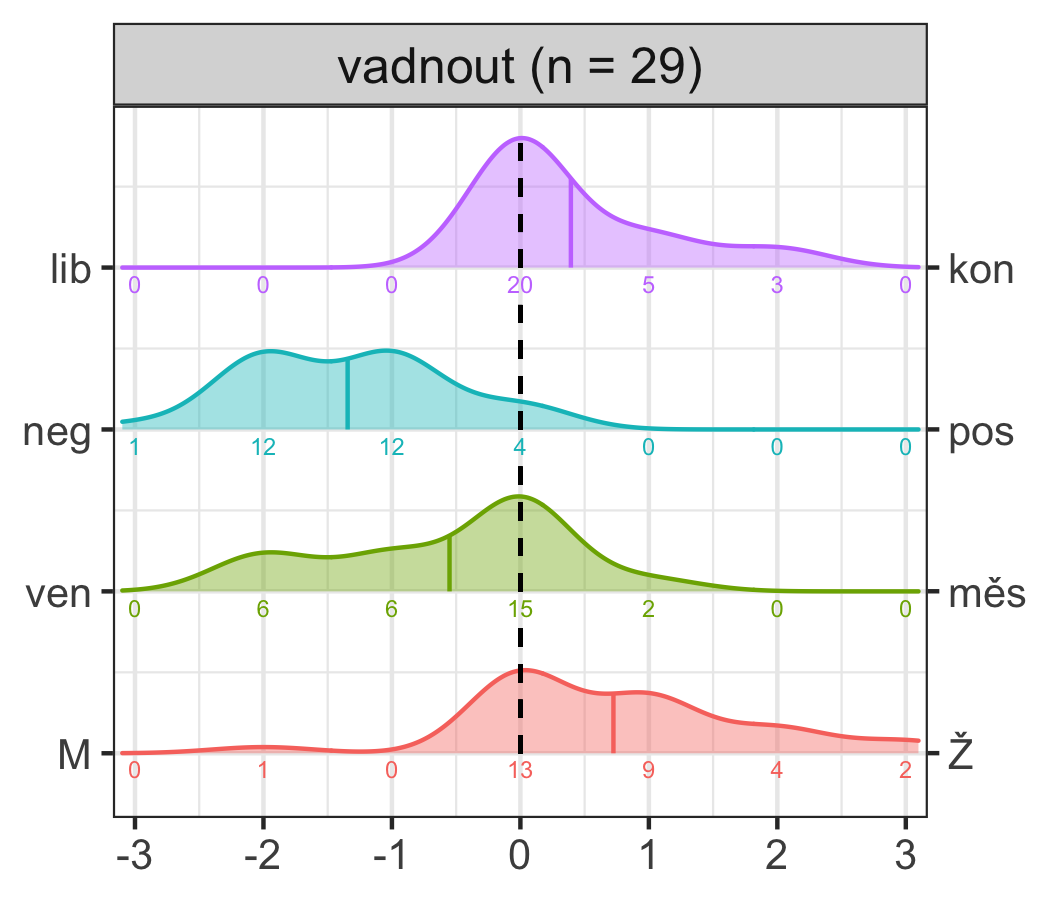 vadnout (n = 29)
lib kon
0 0 0 20 5 3 0
neg pos
1 12 12 4 0 0 0
ven měs
0 6 6 15 2 0 0
M Ž
0 1 0 13 9 4 2
-3 -2 -1 0 1 2 3